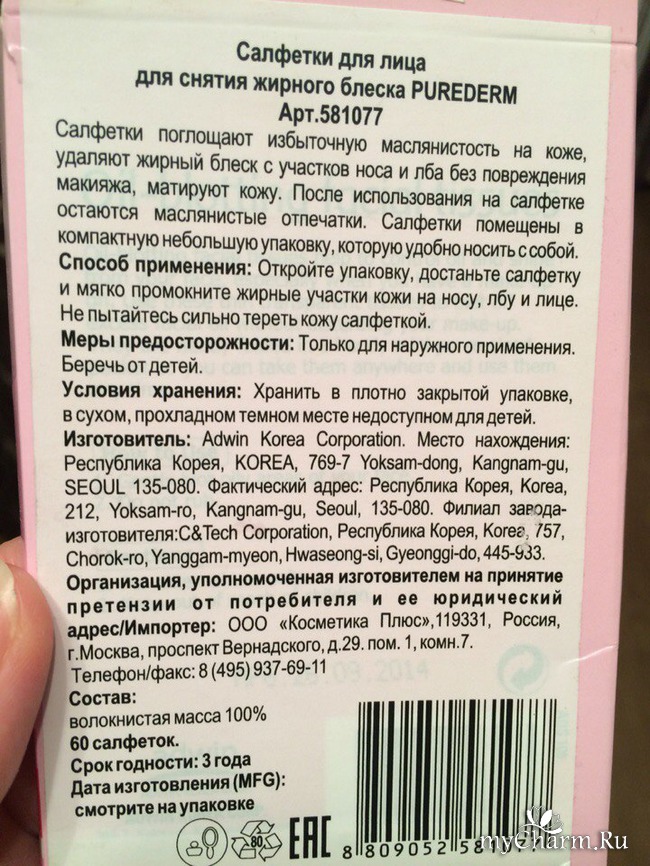 Салфетки для лица
для снятия жирного блеска PUREDERM
Арт.581077
Салфетки поглощают избыточную маслянистость на коже,
удаляют жирный блеск с участков носа и лба без повреждения
макияжа, матируют кожу. После использования на салфетке
остаются маслянистые отпечатки. Салфетки помещены в
компактную небольшую упаковку, которую удобно носить с собой.
Способ применения: Откройте упаковку, достаньте салфетку
и мягко промокните жирные участки кожи на носу, лбу и лице.
Не пытайтесь сильно тереть кожу салфеткой.
Меры предосторожности: Только для наружного применения.
Беречь от детей.
Условия хранения: Хранить в плотно закрытой упаковке,
в сухом, прохладном темном месте недоступном для детей.
Изготовитель: Adwin Korea Corporation. Место нахождения:
Республика Корея, KOREA, 769-7 Yoksam-dong, Kangnam-gu,
SEOUL 135-080. Фактический адрес: Республика Корея, Korea,
212, Yoksam-ro, Kangnam-gu, Seoul, 135-080. Филиал завода-
изготовителя:C&Tech Corporation, Республика Корея, Korea, 757,
Chorok-ro, Yanggam-myeon, Hwaseong-si, Gyeonggi-do, 445-933.
Организация, уполномоченная изготовителем на принятие
претензии от потребителя и ее юридический
адрес/Импортер: ООО «Косметика Плюс»,119331, Россия,
г.Москва, проспект Вернадского, д.29. пом. 1, комн.7.
Телефон/факс: 8 (495) 937-69-11
Состав:
волокнистая масса 100%
60 салфеток.
Срок годности: 3 года
Дата изготовления (MFG):
смотрите на упаковке
80
EAC
8 809052 581077
myCharm.Ru